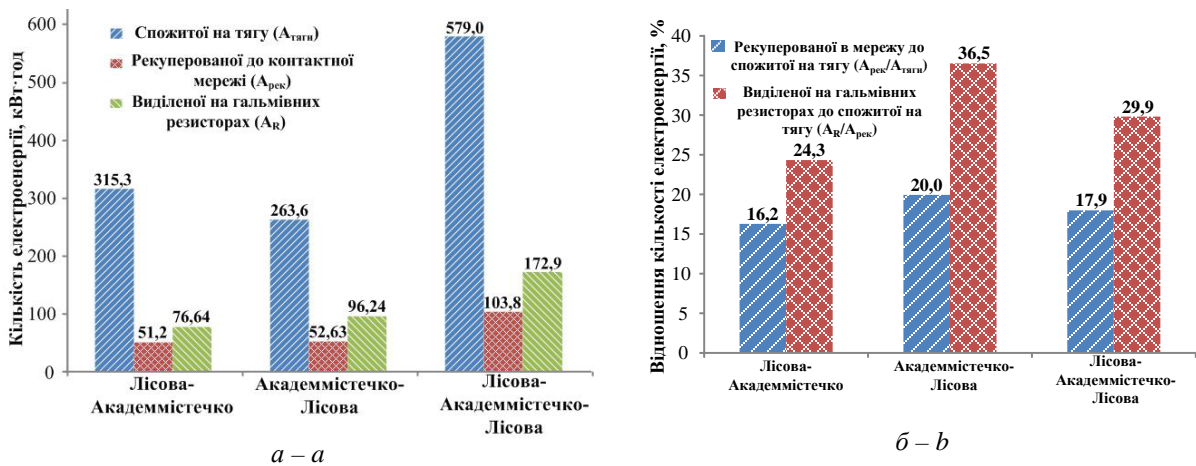 Кількість електроенергії, кВт·год
600
500
400
300
200
100
0
Спожитої на тягу (Aтяги)
Рекуперованої до контактної
мережі (Aрек)
Виділеної на гальмівних
резисторах (AR)
315,3
51,2
76,64
263,6
52,63
96,24
579,0
103,8
172,9
Лісова-
Академмістечко
Академмістечко-
Лісова
Лісова-
Академмістечко-
Лісова
а – a
Відношення кількості електроенергії, %
40
35
30
25
20
15
10
5
0
Рекуперованої в мережу до
спожитої на тягу (Aрек/Aтяги)
Виділеної на гальмівних
резисторах до спожитої на
тягу (AR/Aрек)
16,2
24,3
20,0
36,5
17,9
29,9
Лісова-
Академмістечко
Академмістечко-
Лісова
Лісова-
Академмістечко-
Лісова
б – b